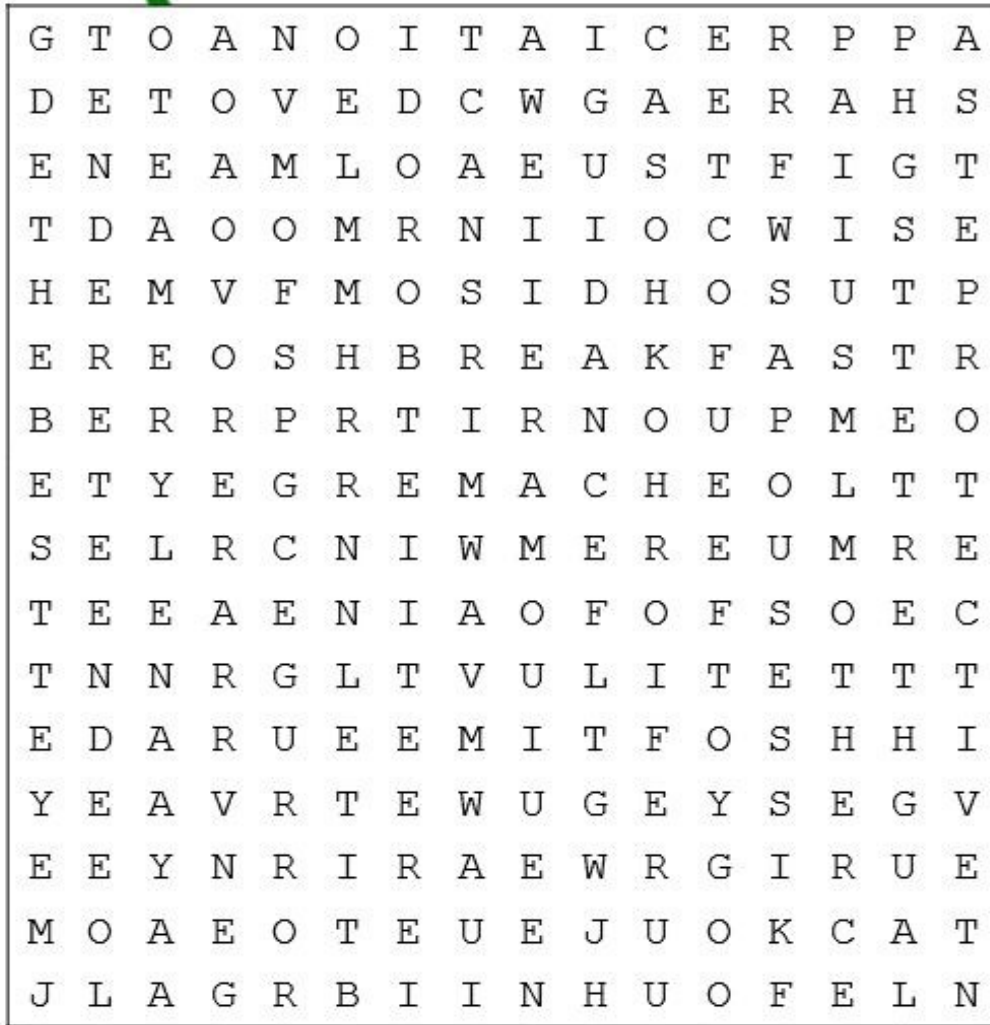 G T O A N O I T A I C E R P P A
D E T O V E D C W G A E R A H S
E N E A M L O A E U S T F I G T
T D A O O M R N I I O C W I S E
H E M V F M O S I D H O S U T P
E R E O S H B R E A K F A S T R
B E R R P R T I R N O U P M E O
E T Y E G R E M A C H E O L T T
S E L R C N I W M E R E U M R E
T E E A E N I A O F O F S O E C
T N N R G L T V U L I T E T T T
E D A R U E E M I T F O S H H I
Y E A V R T E W U G E Y S E G V
E E Y N R I R A E W R G I R U E
M O A E O T E U E J U O K C A T
J L A G R B I I N H U O F E L N